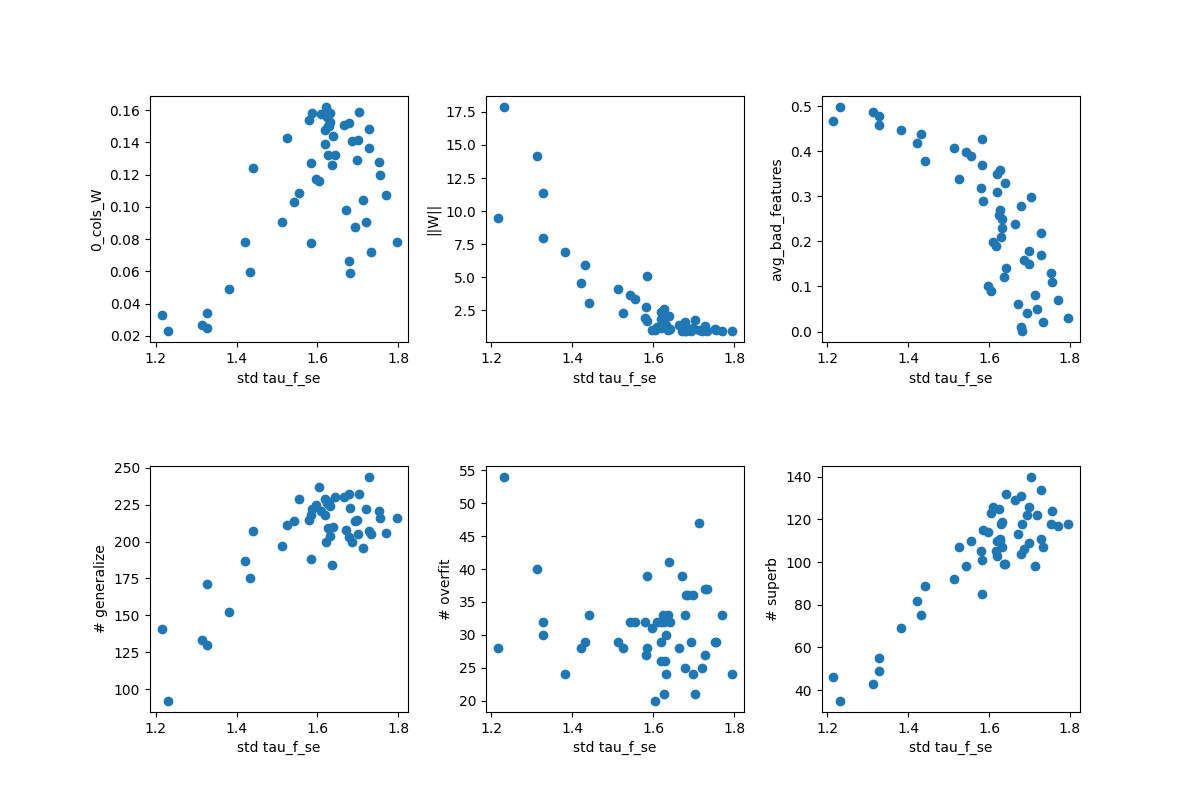 0_cols_W
0.16
0.14
0.12
0.10
0.08
0.06
0.04
0.02
1.2 1.4 1.6 1.8
std tau_f_se
||W||
17.5
15.0
12.5
10.0
7.5
5.0
2.5
1.2 1.4 1.6 1.8
std tau_f_se
avg_bad_features
0.5
0.4
0.3
0.2
0.1
0.0
1.2 1.4 1.6 1.8
std tau_f_se
# generalize
250
225
200
175
150
125
100
1.2 1.4 1.6 1.8
std tau_f_se
# overfit
55
50
45
40
35
30
25
20
1.2 1.4 1.6 1.8
std tau_f_se
# superb
140
120
100
80
60
40
1.2 1.4 1.6 1.8
std tau_f_se